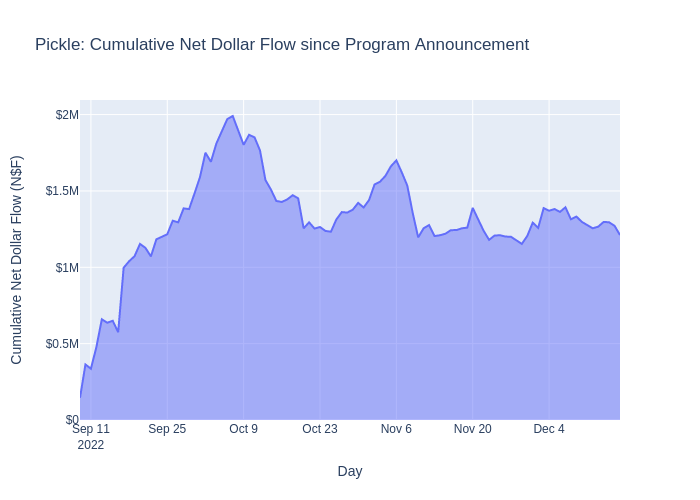 Pickle: Cumulative Net Dollar Flow since Program Announcement
Cumulative Net Dollar Flow (N$F)
$2M
$1.5M
$1M
$0.5M
$0
Sep 11
2022
Sep 25
Oct 9
Oct 23
Nov 6
Nov 20
Dec 4
Day